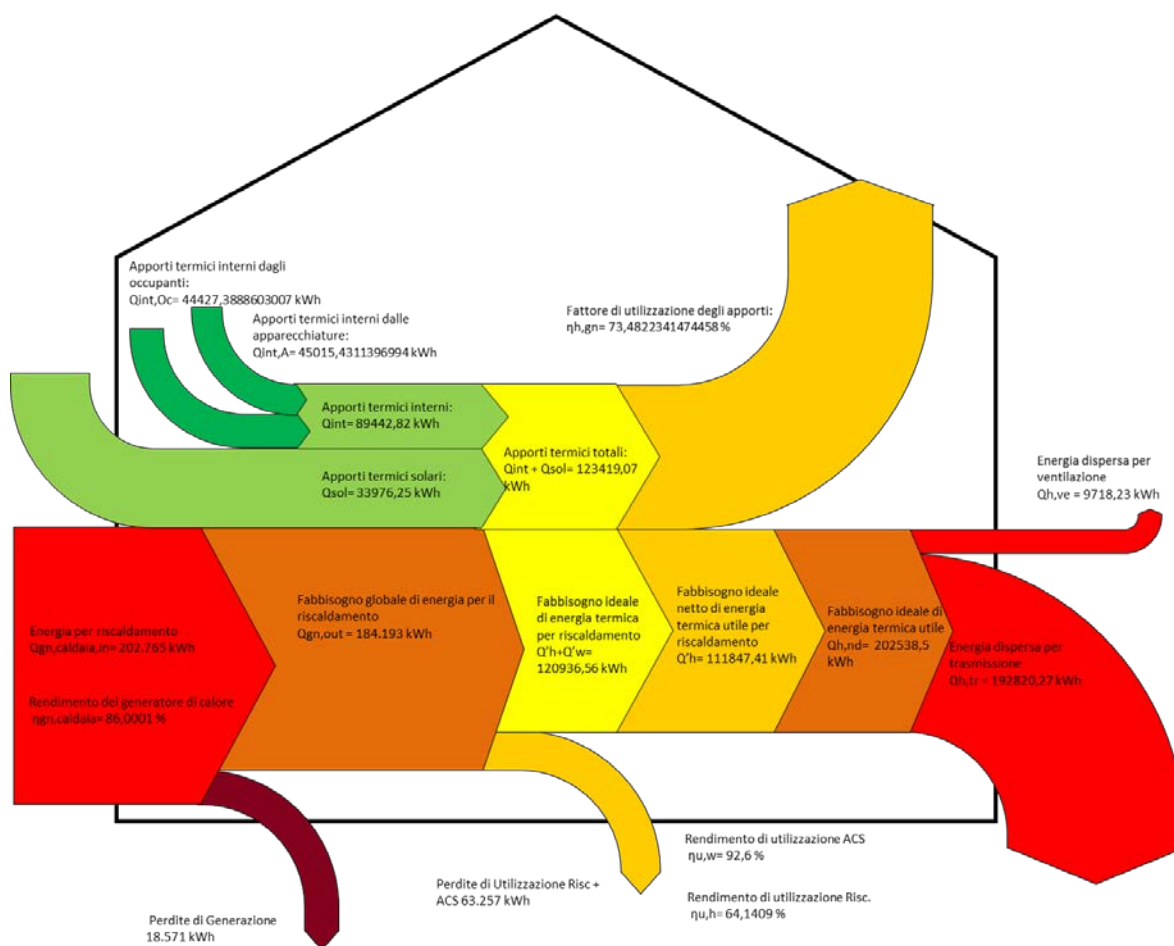 Apporti termici interni dagli
occupanti:
Qint,Oc= 44427,3888603007 kWh
Apporti termici interni dalle
apparecchiature:
Qint,A= 45015,4311396994 kWh
Fattore di utilizzazione degli apporti:
ηh,gn= 73,4822341474458 %
Apporti termici interni:
Qint= 89442,82 kWh
Apporti termici solari:
Qsol= 33976,25 kWh
Apporti termici totali:
Qint + Qsol= 123419,07
kWh
Energia dispersa per
ventilazione
Qh,ve = 9718,23 kWh
Energia per riscaldamento
Qgn,caldaia,in= 202.765 kWh
Rendimento del generatore di calore
ηgn,caldaia= 86,0001 %
Fabbisogno globale di energia per il
riscaldamento
Qgn,out = 184.193 kWh
Fabbisogno ideale
di energia termica
per riscaldamento
Q'h+Q'w=
120936,56 kWh
Fabbisogno ideale
netto di energia
termica utile per
riscaldamento
Q'h= 111847,41 kWh
Fabbisogno ideale di
energia termica utile
Qh,nd= 202538,5
kWh
Energia dispersa per
trasmissione
Qh,tr = 192820,27 kWh
Perdite di Generazione
18.571 kWh
Perdite di Utilizzazione Risc +
ACS 63.257 kWh
Rendimento di utilizzazione ACS
ηu,w= 92,6 %
Rendimento di utilizzazione Risc.
ηu,h= 64,1409 %